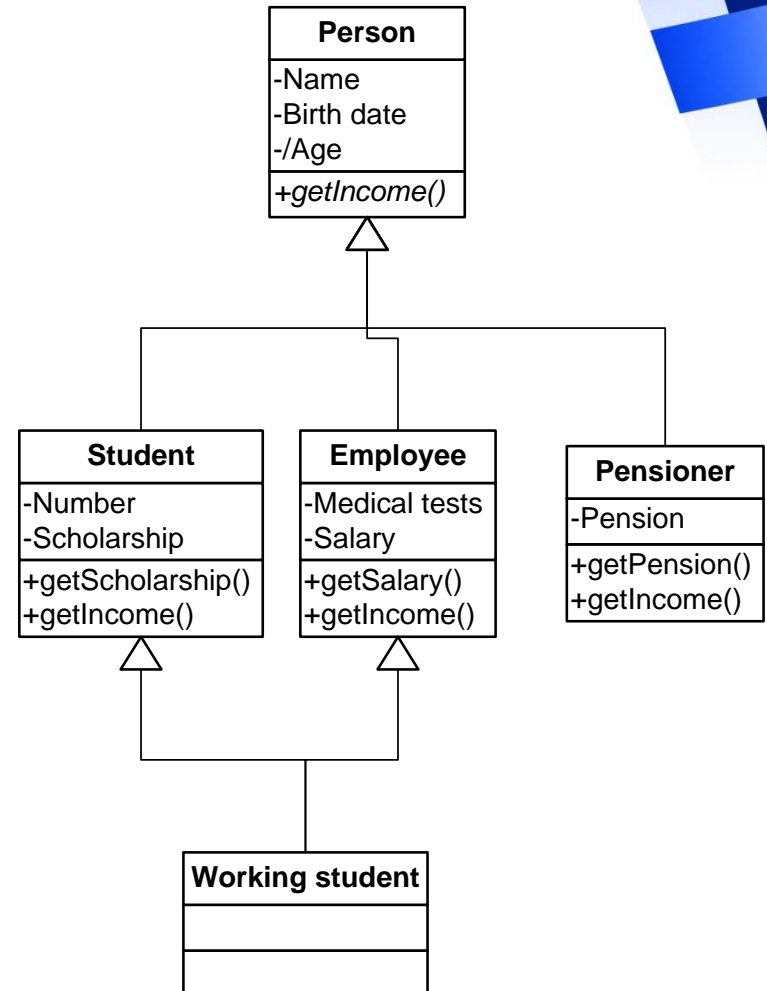 Person
-Name
-Birth date
-/Age
+getIncome()
Student
-Number
-Scholarship
+getScholarship()
+getIncome()
Employee
-Medical tests
-Salary
+getSalary()
+getIncome()
Pensioner
-Pension
+getPension()
+getIncome()
Working student